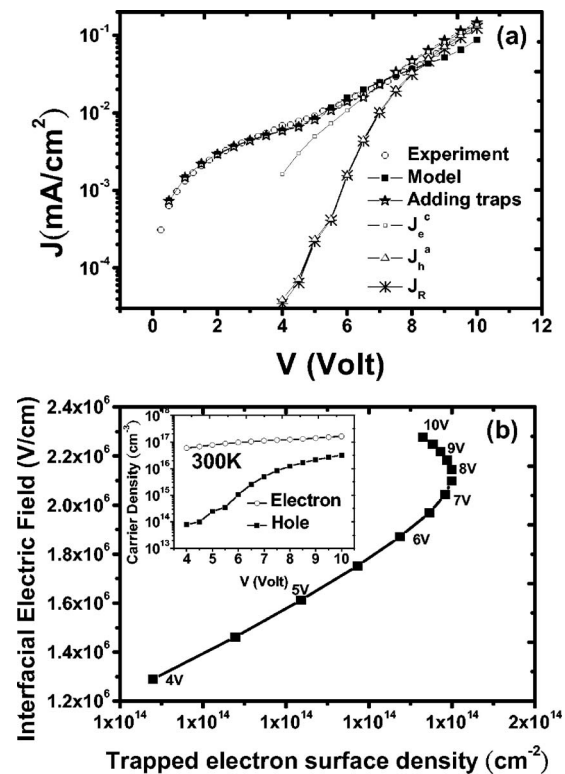 (a)
10⁻¹
10⁻²
10⁻³
10⁻⁴
J(mA/cm²)
Experiment
Model
Adding traps
J_e^c
J_h^a
J_R
0 2 4 6 8 10 12
V (Volt)
(b)
2.4x10⁶
2.2x10⁶
2.0x10⁶
1.8x10⁶
1.6x10⁶
1.4x10⁶
1.2x10⁶
Interfacial Electric Field (V/cm)
10¹⁸
10¹⁷
10¹⁶
10¹⁵
10¹⁴
10¹³
Carrier Density (cm⁻³)
300K
Electron
Hole
4 5 6 7 8 9 10
V (Volt)
10V
9V
8V
7V
6V
5V
4V
1x10¹⁴ 1x10¹⁴ 1x10¹⁴ 1x10¹⁴ 1x10¹⁴ 2x10¹⁴
Trapped electron surface density (cm⁻²)